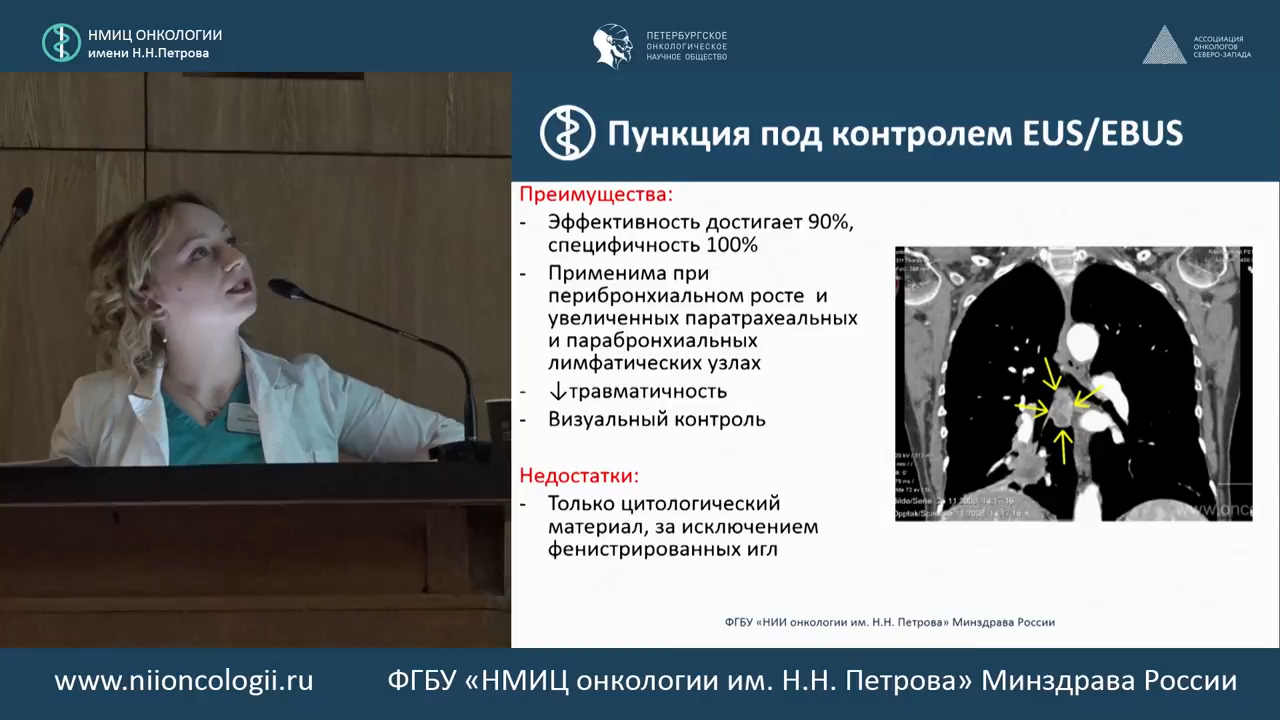 НМИЦ ОНКОЛОГИИ
имени Н.Н.Петрова
ПЕТЕРБУРГСКОЕ
ОНКОЛОГИЧЕСКОЕ
НАУЧНОЕ ОБЩЕСТВО
АССОЦИАЦИЯ
ОНКОЛОГОВ
СЕВЕРО-ЗАПАДА
Пункция под контролем EUS/EBUS
Преимущества:
- Эффективность достигает 90%,
специфичность 100%
- Применима при
перибронхиальном росте и
увеличенных паратрахеальных
и парабронхиальных
лимфатических узлах
- ↓травматичность
- Визуальный контроль
Недостатки:
- Только цитологический
материал, за исключением
фенистрированных игл
ФГБУ «НИИ онкологии им. Н.Н. Петрова» Минздрава России
www.niioncologii.ru
ФГБУ «НМИЦ онкологии им. Н.Н. Петрова» Минздрава России